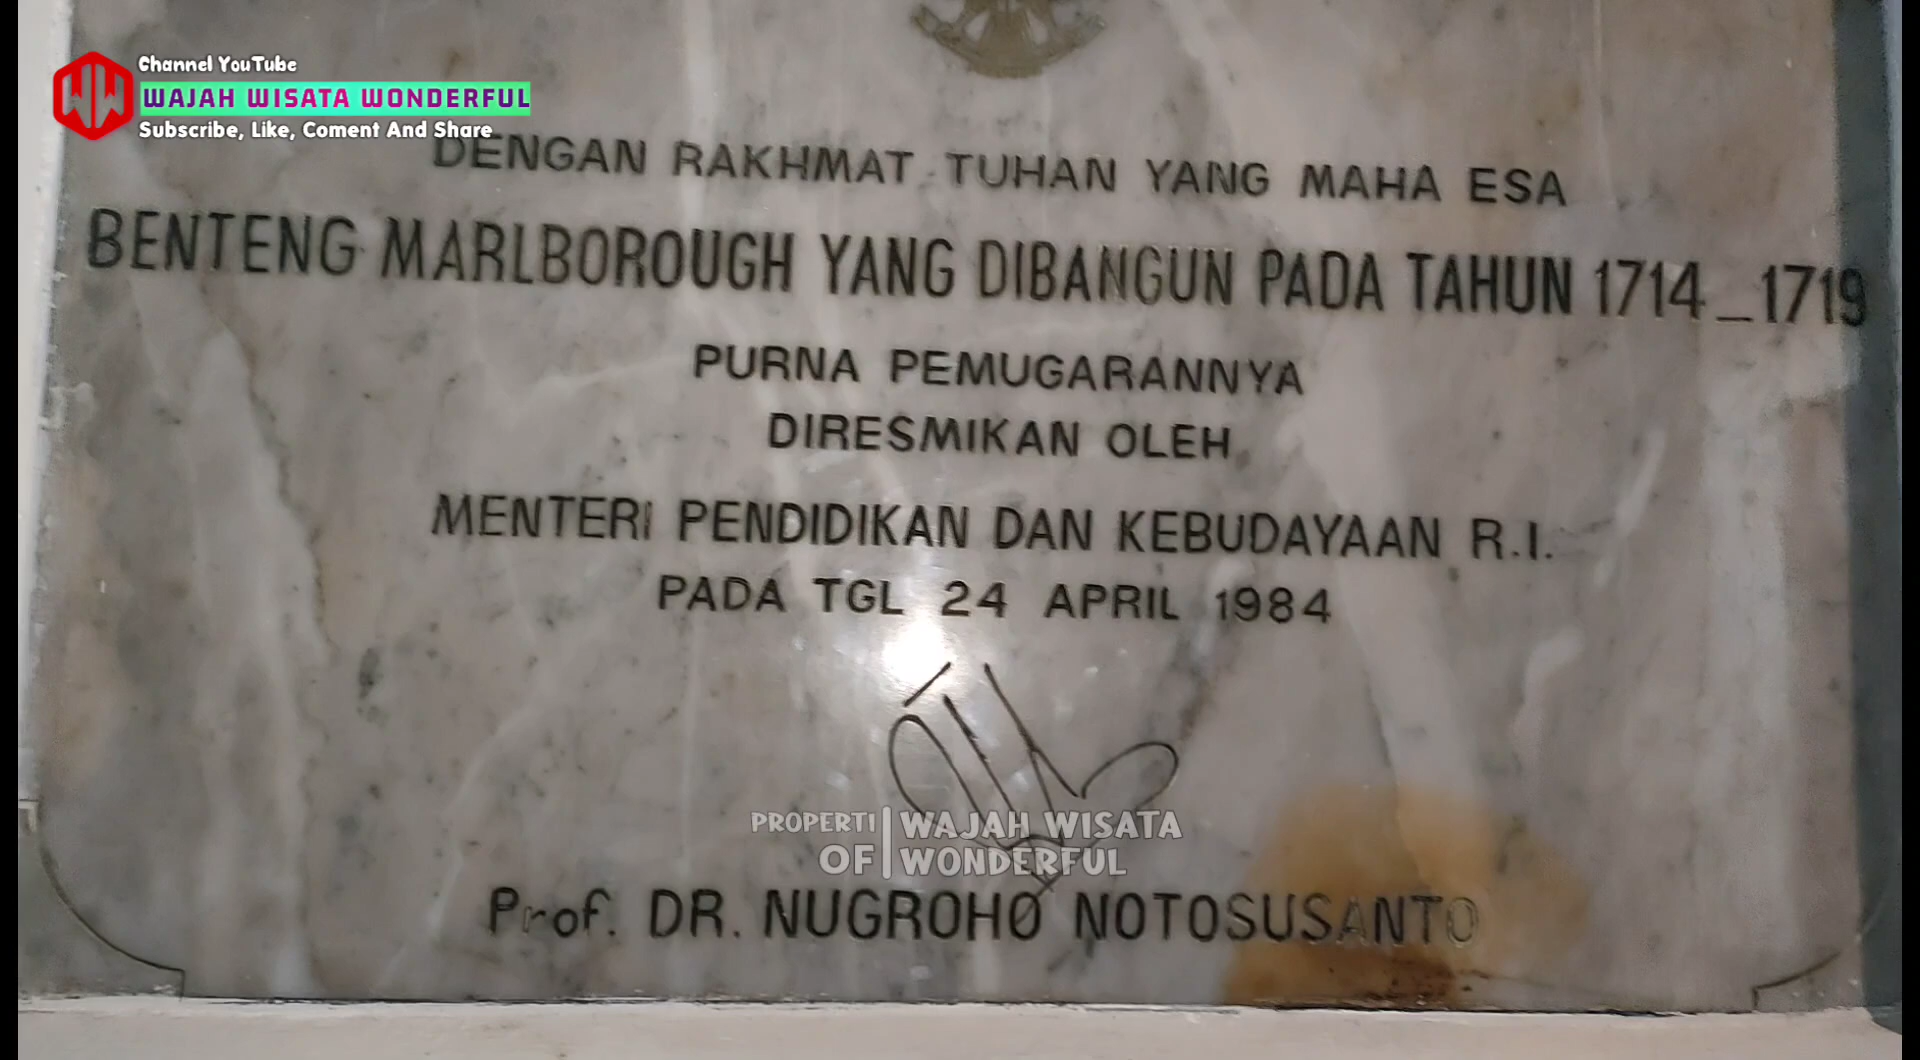 Channel YouTube
WAJAH WISATA WONDERFUL
Subscribe, Like, Coment And Share
DENGAN RAKHMAT TUHAN YANG MAHA ESA
BENTENG MARLBOROUGH YANG DIBANGUN PADA TAHUN 1714_1719
PURNA PEMUGARANNYA
DIRESMIKAN OLEH
MENTERI PENDIDIKAN DAN KEBUDAYAAN R.I.
PADA TGL 24 APRIL 1984
PROPERTI OF
WAJAH WISATA WONDERFUL
Prof. DR. NUGROHO NOTOSUSANTO